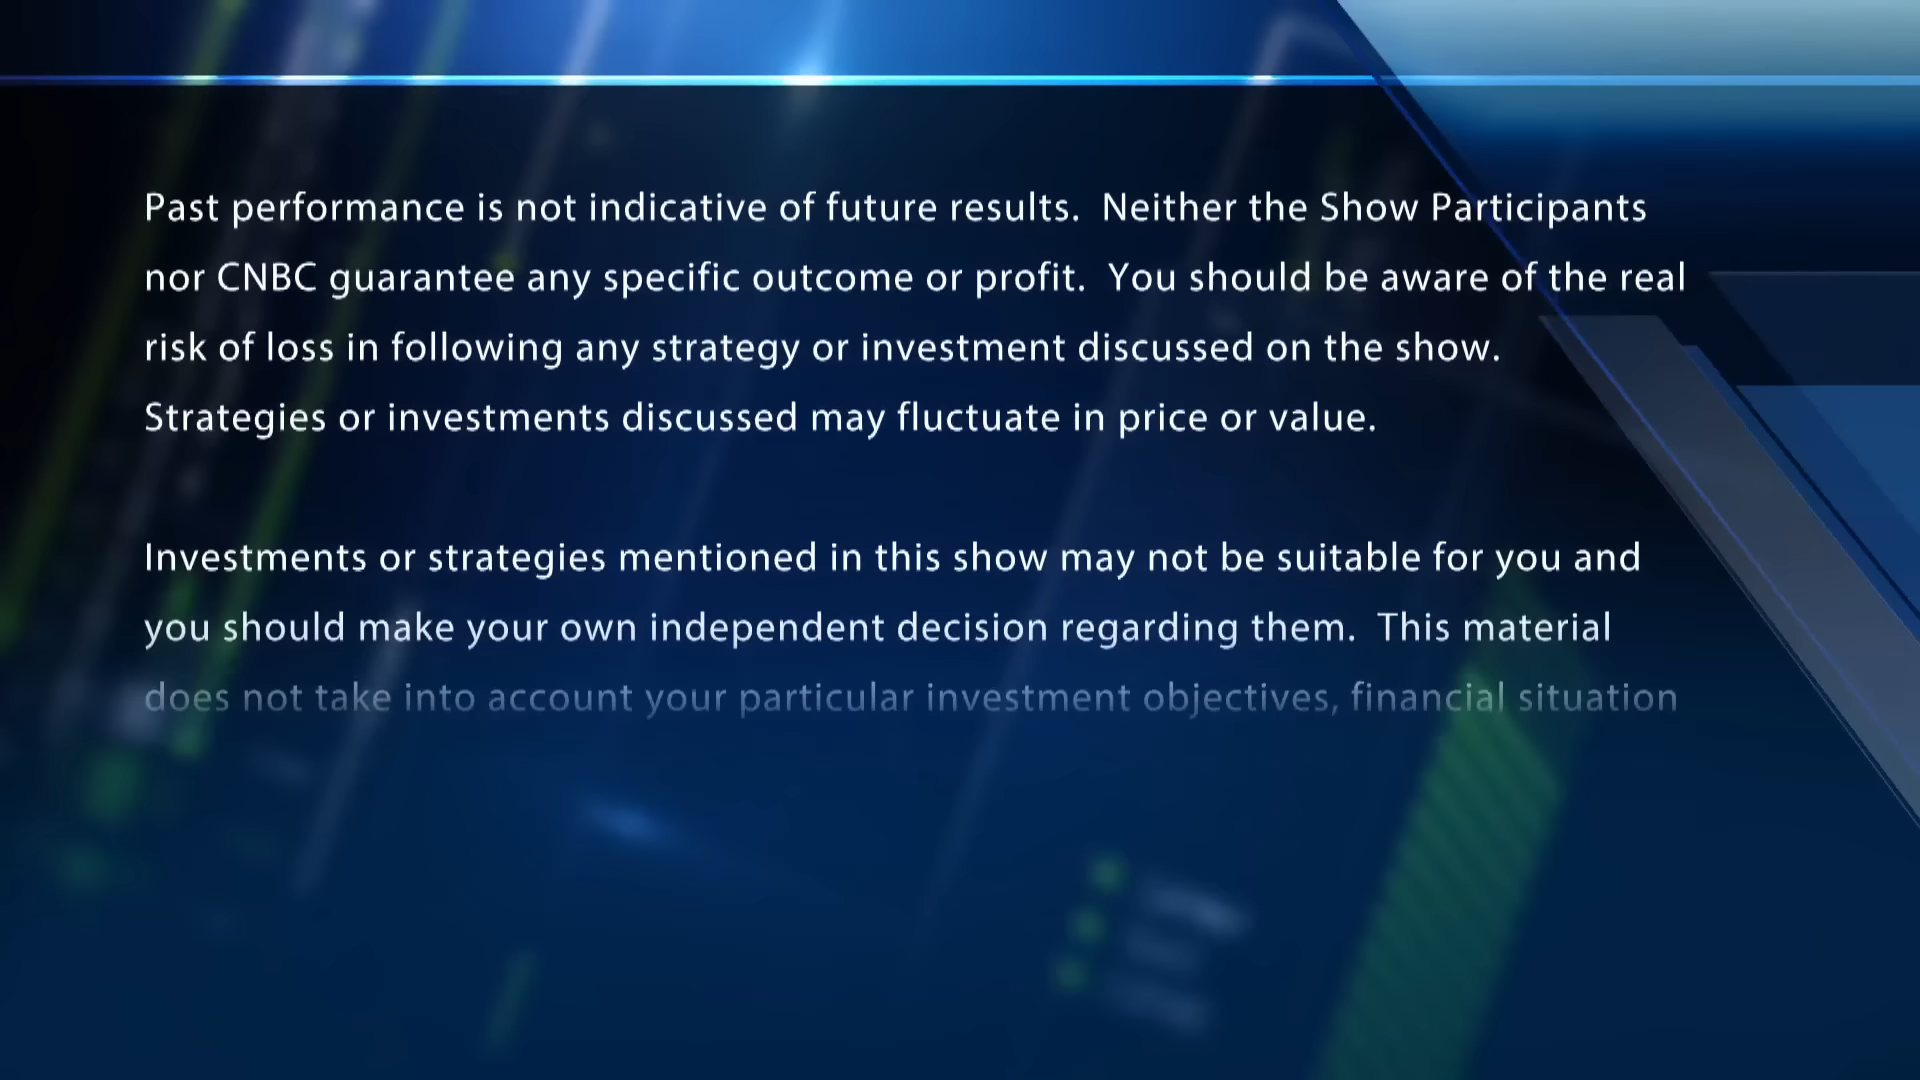 Past performance is not indicative of future results.  Neither the Show Participants
nor CNBC guarantee any specific outcome or profit.  You should be aware of the real
risk of loss in following any strategy or investment discussed on the show.
Strategies or investments discussed may fluctuate in price or value.
Investments or strategies mentioned in this show may not be suitable for you and
you should make your own independent decision regarding them.  This material
does not take into account your particular investment objectives, financial situation